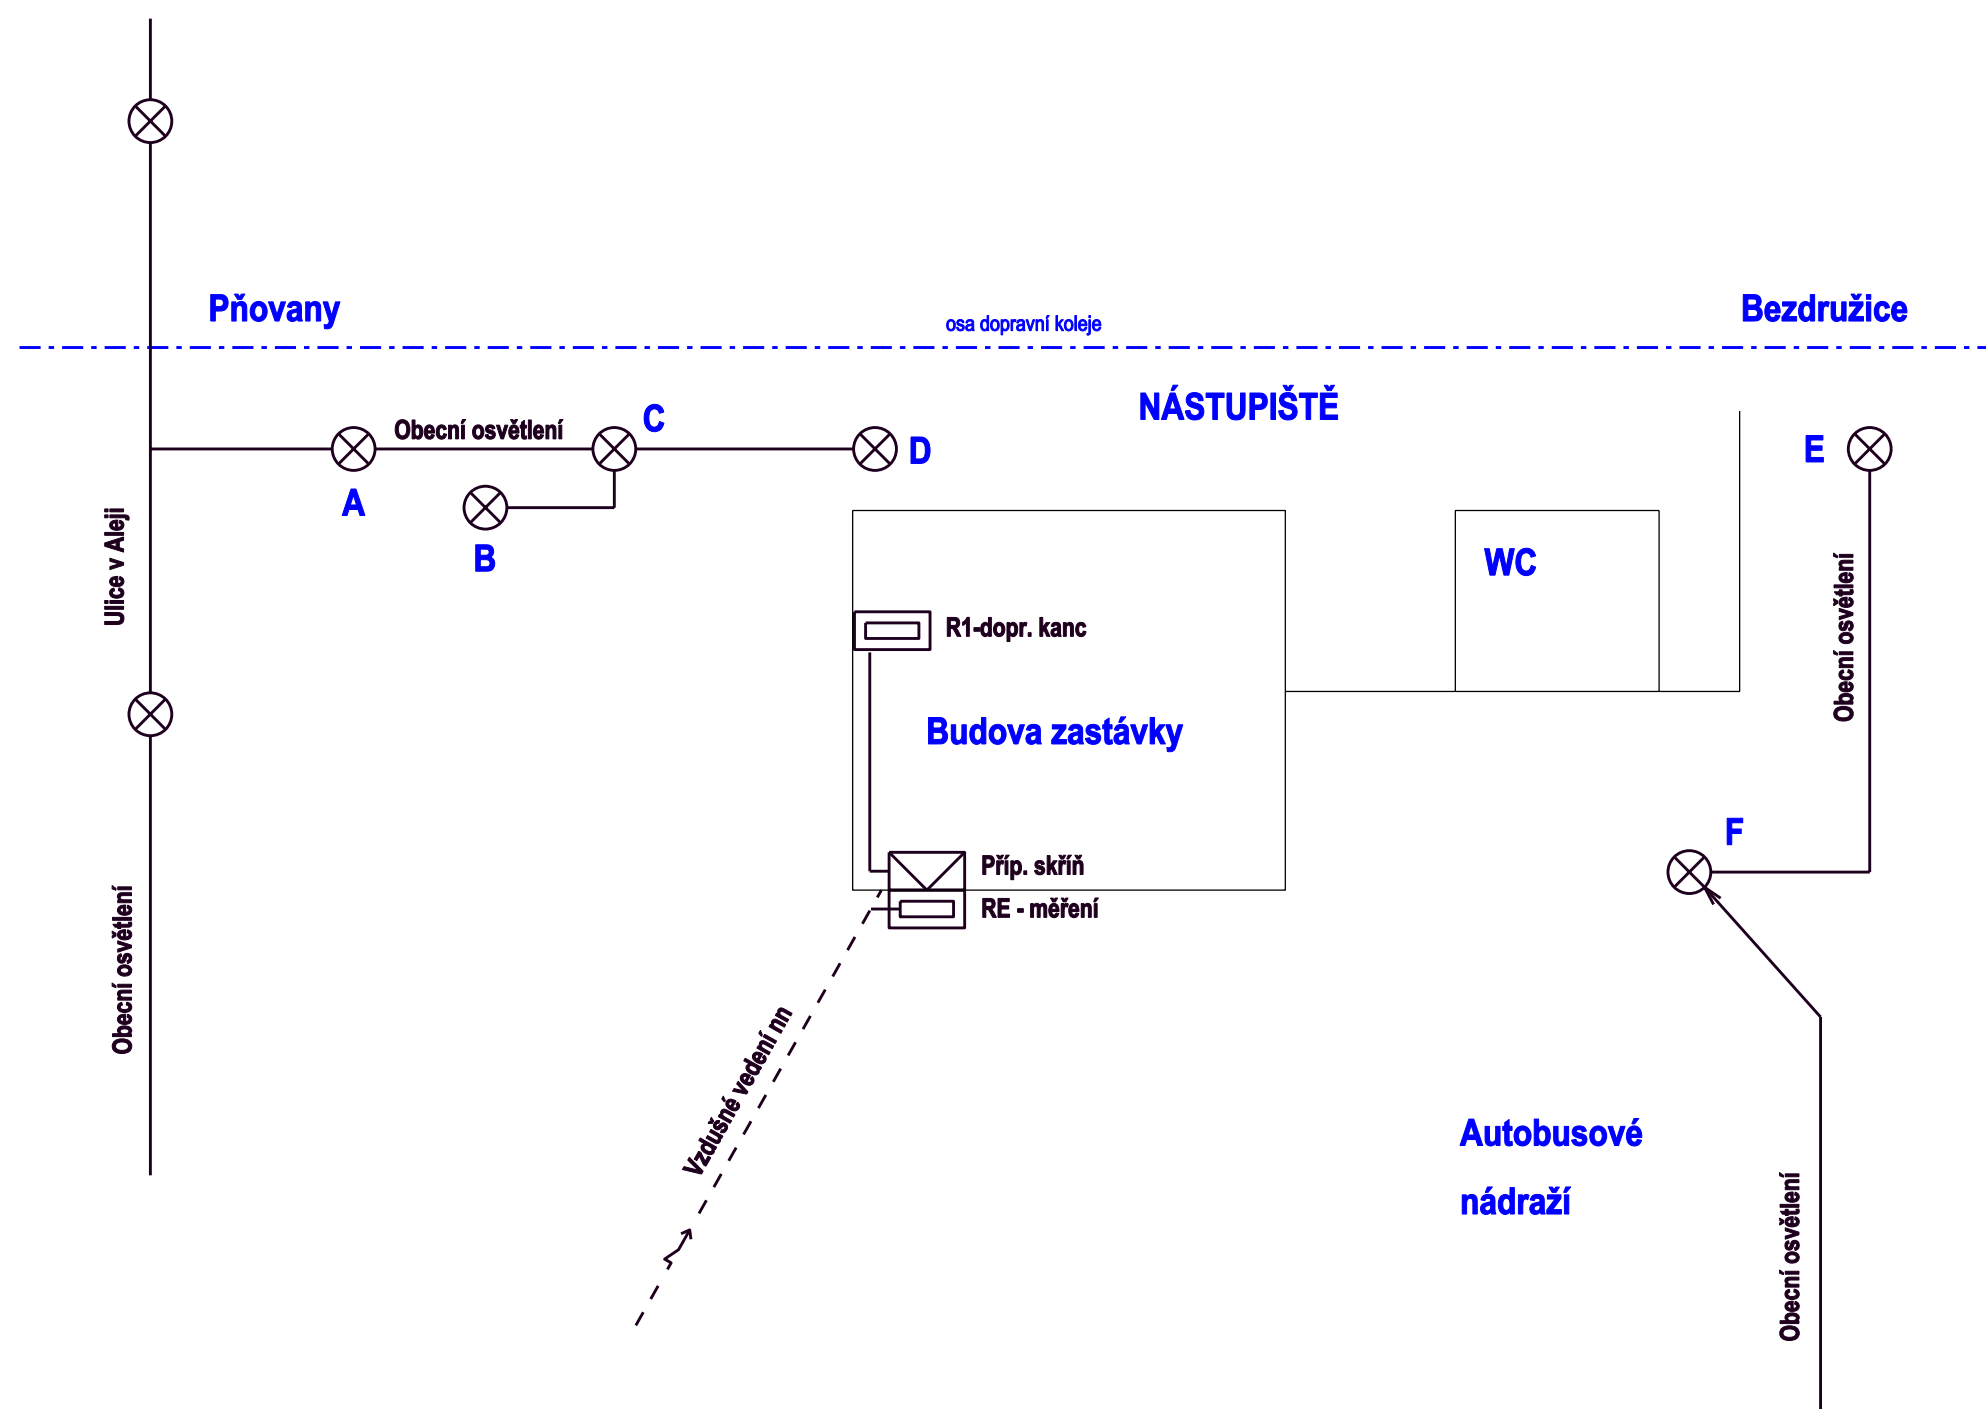 Pňovany
Bezdružice
osa dopravní koleje
NÁSTUPIŠTĚ
C
Obecní osvětlení
D
E
A
B
Ulice v Aleji
WC
Obecní osvětlení
R1-dopr. kanc
Budova zastávky
F
Příp. skříň
RE - měření
Obecní osvětlení
Vzdušné vedení nn
Autobusové
nádraží
Obecní osvětlení